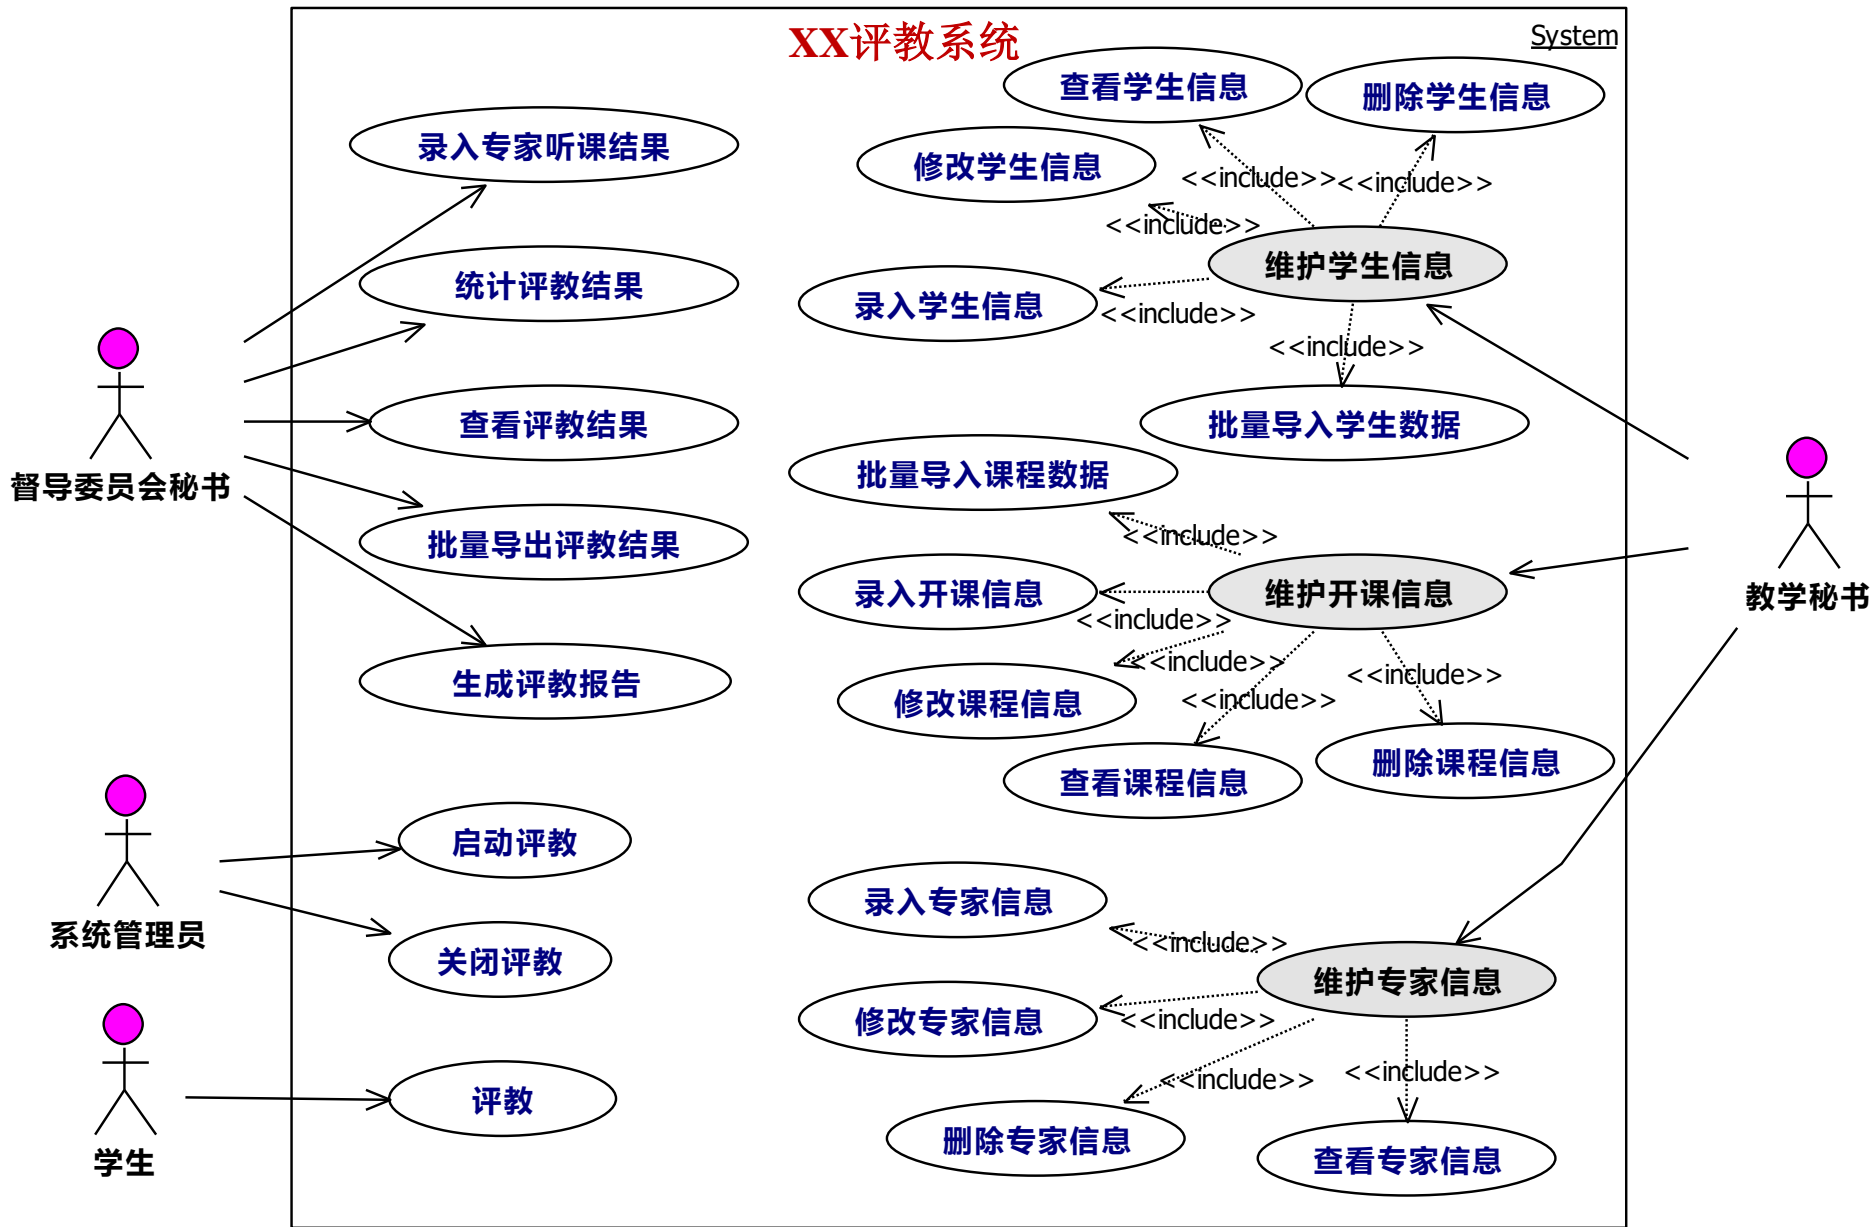 XX评教系统
System
查看学生信息
删除学生信息
录入专家听课结果
修改学生信息
<<include>>
<<include>>
<<include>>
维护学生信息
统计评教结果
录入学生信息
<<include>>
<<include>>
查看评教结果
批量导入学生数据
督导委员会秘书
批量导入课程数据
批量导出评教结果
<<include>>
录入开课信息
维护开课信息
教学秘书
<<include>>
<<include>>
<<include>>
生成评教报告
修改课程信息
<<include>>
删除课程信息
查看课程信息
启动评教
录入专家信息
系统管理员
<<include>>
关闭评教
维护专家信息
修改专家信息
<<include>>
<<include>>
<<include>>
评教
删除专家信息
查看专家信息
学生